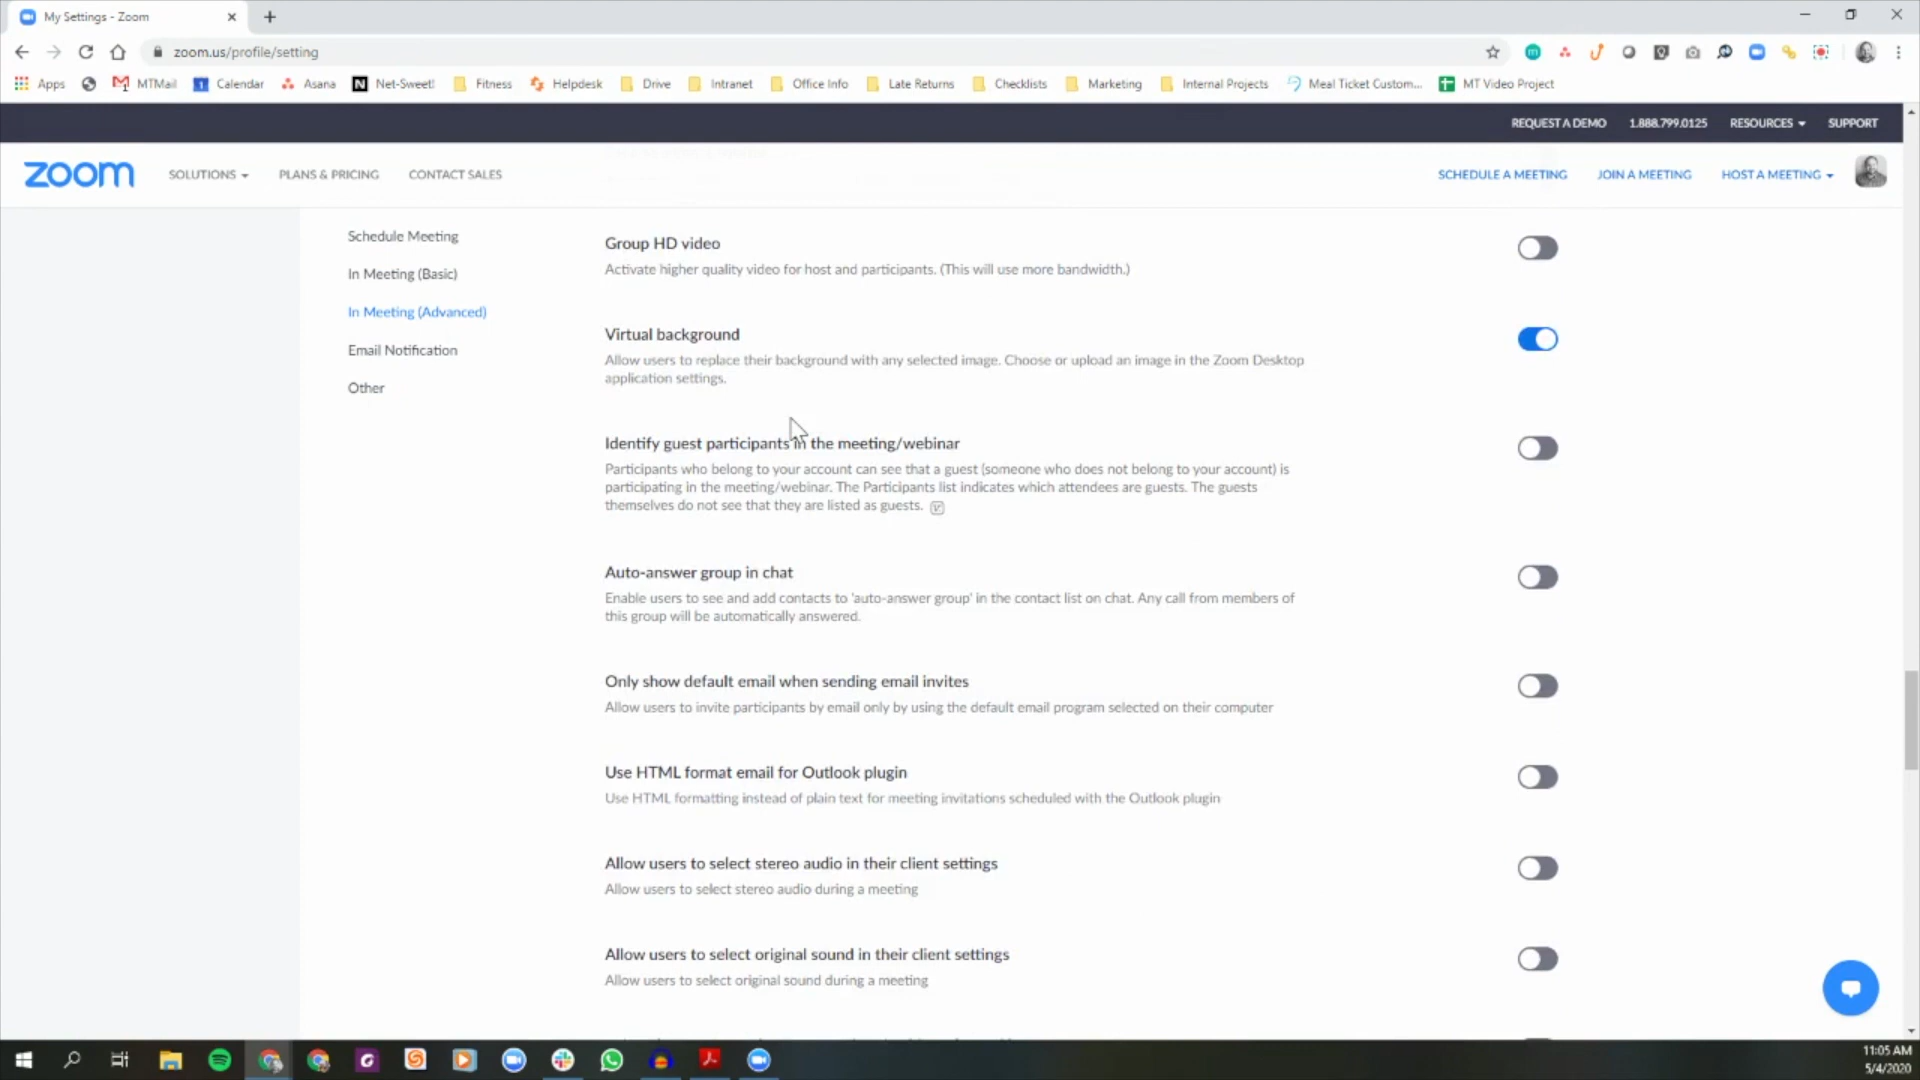 My Settings - Zoom
zoom.us/profile/setting
Apps MTMail Calendar Asana Net-Sweet! Fitness Helpdesk Drive Intranet Office Info Late Returns Checklists Marketing Internal Projects Meal Ticket Custom... MT Video Project
REQUEST A DEMO 1.888.799.0125 RESOURCES SUPPORT
zoom SOLUTIONS PLANS & PRICING CONTACT SALES SCHEDULE A MEETING JOIN A MEETING HOST A MEETING
Schedule Meeting
In Meeting (Basic)
In Meeting (Advanced)
Email Notification
Other
Group HD video
Activate higher quality video for host and participants. (This will use more bandwidth.)
Virtual background
Allow users to replace their background with any selected image. Choose or upload an image in the Zoom Desktop
application settings.
Identify guest participants in the meeting/webinar
Participants who belong to your account can see that a guest (someone who does not belong to your account) is
participating in the meeting/webinar. The Participants list indicates which attendees are guests. The guests
themselves do not see that they are listed as guests.
Auto-answer group in chat
Enable users to see and add contacts to 'auto-answer group' in the contact list on chat. Any call from members of
this group will be automatically answered.
Only show default email when sending email invites
Allow users to invite participants by email only by using the default email program selected on their computer
Use HTML format email for Outlook plugin
Use HTML formatting instead of plain text for meeting invitations scheduled with the Outlook plugin
Allow users to select stereo audio in their client settings
Allow users to select stereo audio during a meeting
Allow users to select original sound in their client settings
Allow users to select original sound during a meeting
11:05 AM
5/4/2020